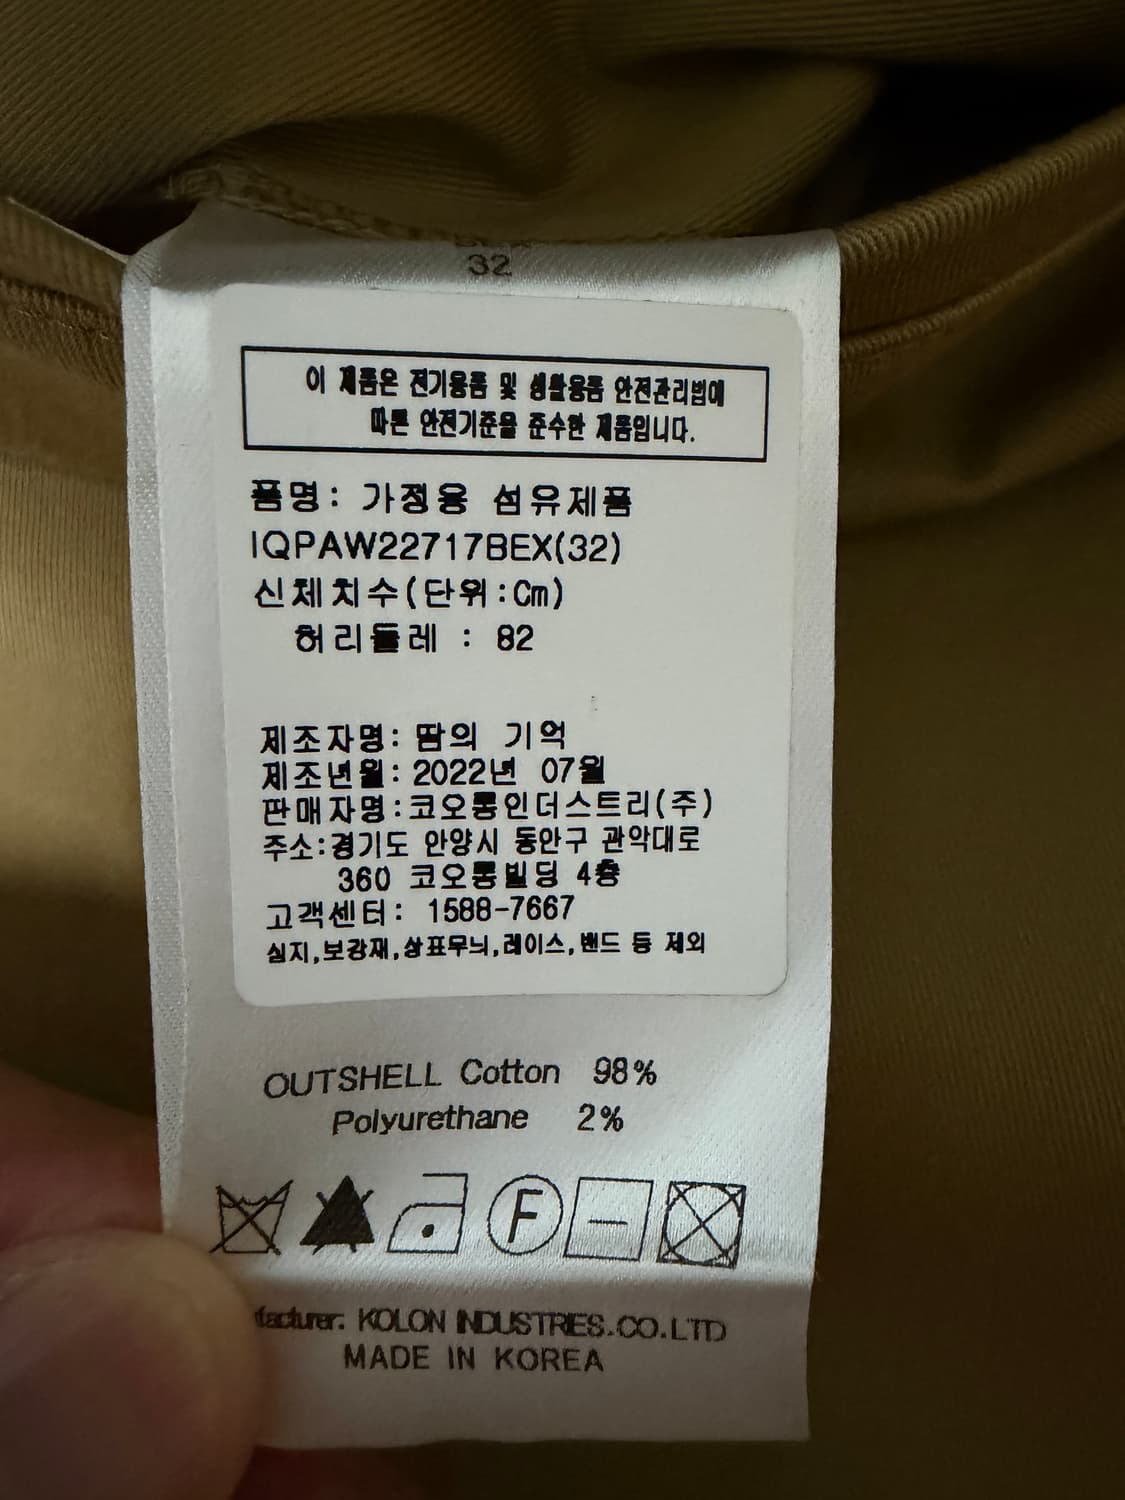 32
이 제품은 전기용품 및 생활용품 안전관리법에
따른 안전기준을 준수한 제품입니다.
품명: 가정용 섬유제품
IQPAW22717BEX(32)
신체치수(단위:Cm)
허리둘레 : 82
제조자명: 땀의 기억
제조년월: 2022년 07월
판매자명:코오롱인더스트리(주)
주소:경기도 안양시 동안구 관악대로
360 코오롱빌딩 4층
고객센터: 1588-7667
심지,보강재,상표무늬,레이스,밴드 등 제외
OUTSHELL Cotton 98%
Polyurethane 2%
F
facturer. KOLON INDUSTRIES.CO.LTD
MADE IN KOREA